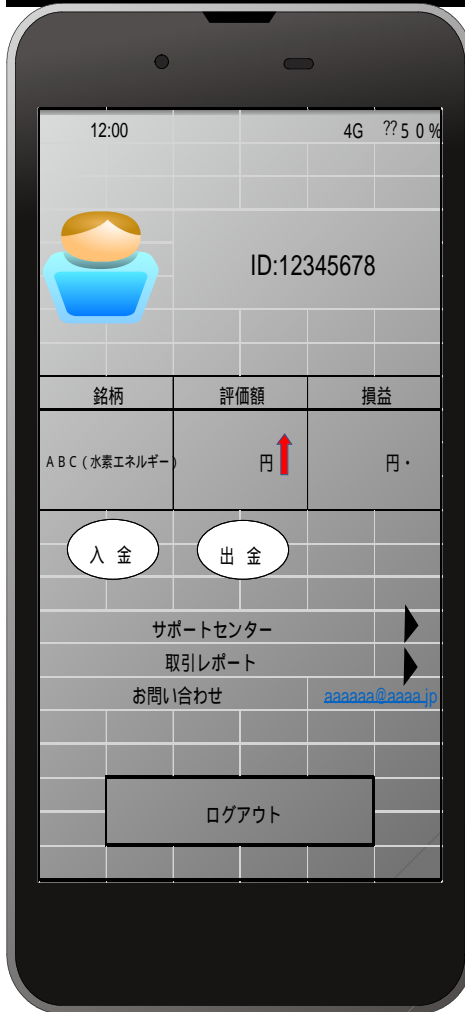 12:00 4G ??50%
ID:12345678
銘柄 評価額 損益
ABC(水素エネルギー) 円 円・
入 金 出 金
サポートセンター
取引レポート
お問い合わせ aaaaaa@aaaa.jp
ログアウト